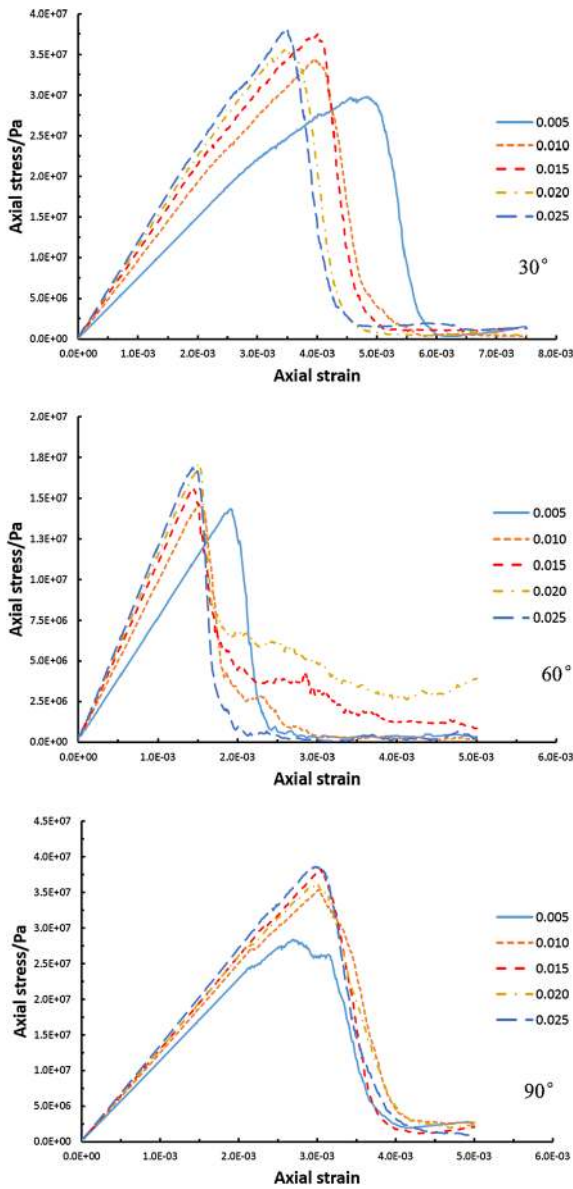 4.0E+07
3.5E+07
3.0E+07
2.5E+07
2.0E+07
1.5E+07
1.0E+07
5.0E+06
0.0E+00
Axial stress/Pa
0.005
0.010
0.015
0.020
0.025
30°
0.0E+00 1.0E-03 2.0E-03 3.0E-03 4.0E-03 5.0E-03 6.0E-03 7.0E-03 8.0E-03
Axial strain
2.0E+07
1.8E+07
1.5E+07
1.3E+07
1.0E+07
7.5E+06
5.0E+06
2.5E+06
0.0E+00
Axial stress/Pa
0.005
0.010
0.015
0.020
0.025
60°
0.0E+00 1.0E-03 2.0E-03 3.0E-03 4.0E-03 5.0E-03 6.0E-03
Axial strain
4.5E+07
4.0E+07
3.5E+07
3.0E+07
2.5E+07
2.0E+07
1.5E+07
1.0E+07
5.0E+06
0.0E+00
Axial stress/Pa
0.005
0.010
0.015
0.020
0.025
90°
0.0E+00 1.0E-03 2.0E-03 3.0E-03 4.0E-03 5.0E-03 6.0E-03
Axial strain